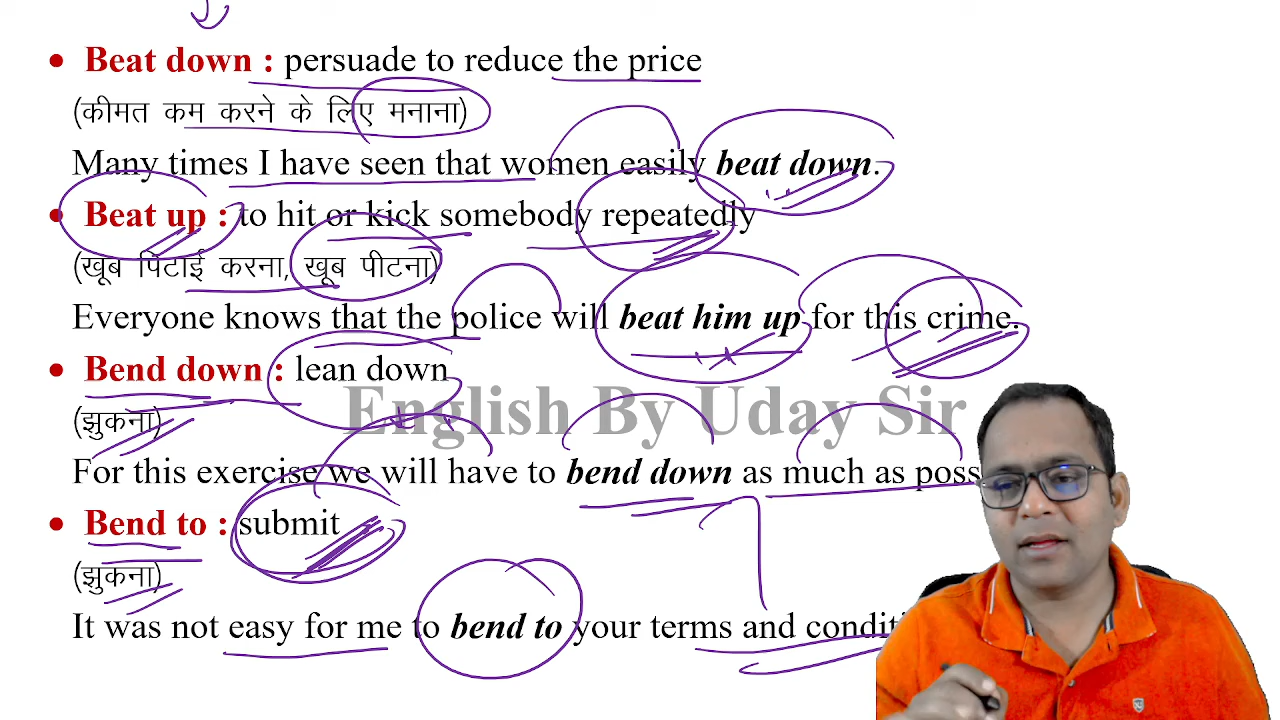 • Beat down : persuade to reduce the price
(कीमत कम करने के लिए मनाना)
Many times I have seen that women easily beat down.
• Beat up : to hit or kick somebody repeatedly
(खूब पिटाई करना, खूब पीटना)
Everyone knows that the police will beat him up for this crime.
• Bend down : lean down
(झुकना)
English By Uday Sir
For this exercise we will have to bend down as much as poss
• Bend to : submit
(झुकना)
It was not easy for me to bend to your terms and condit